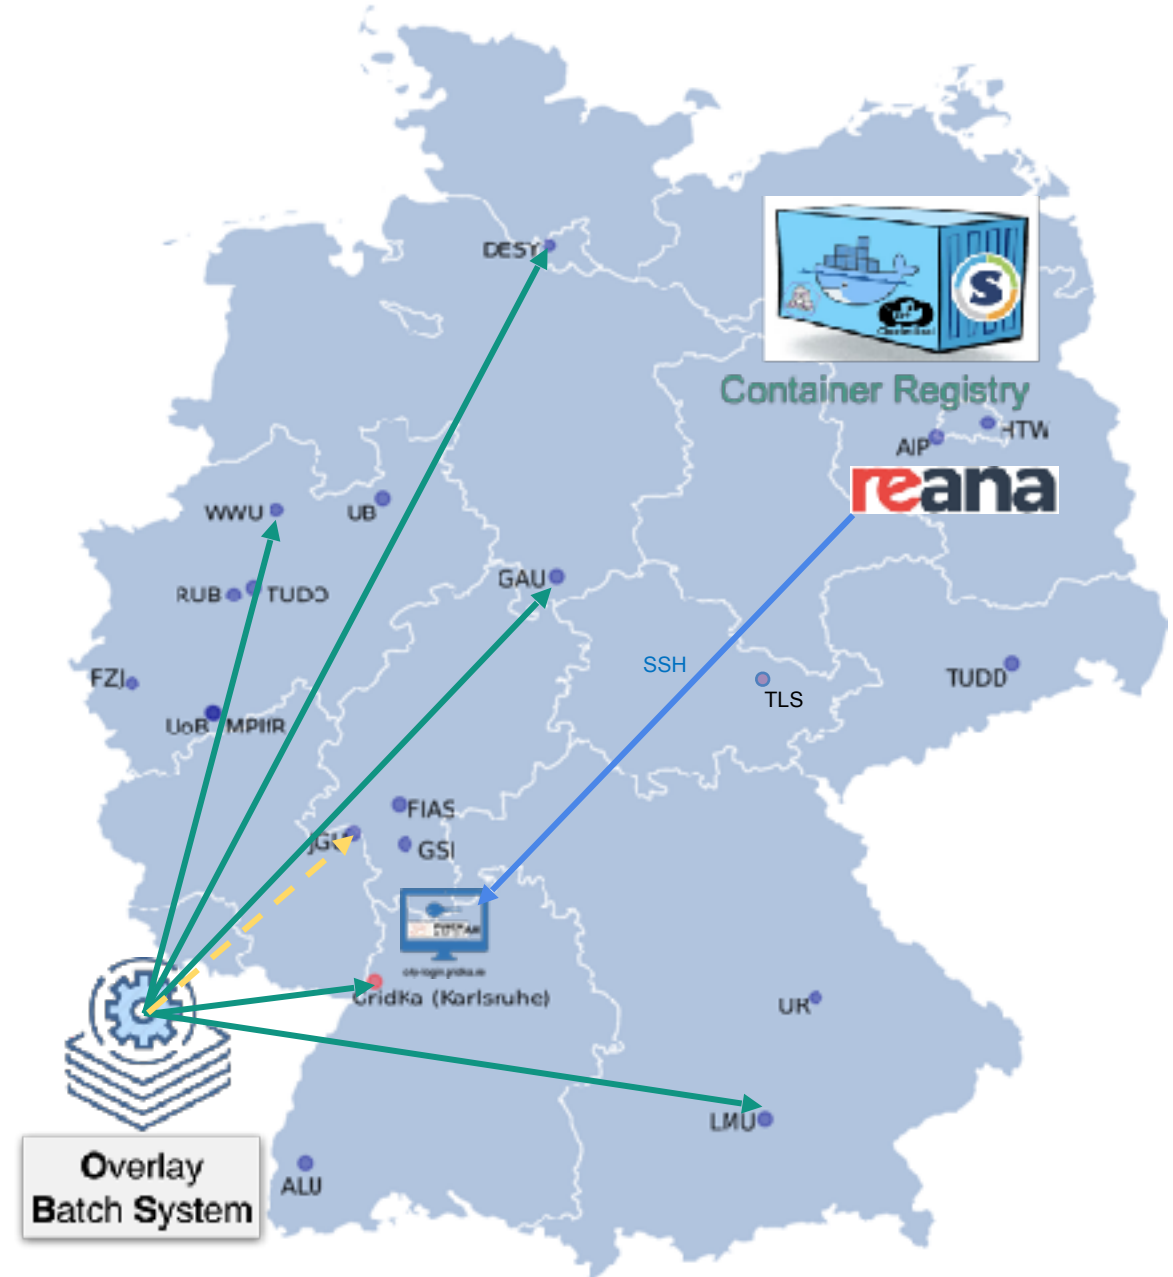 DESY
S
Container Registry
HTW
AIP
reana
WWU
UB
GAU
RUB
TUDO
SSH
FZJ
TLS
TUDD
UoB
MPIfR
FIAS
JGU
GSI
GridKa (Karlsruhe)
UR
LMU
Overlay
Batch System
ALU